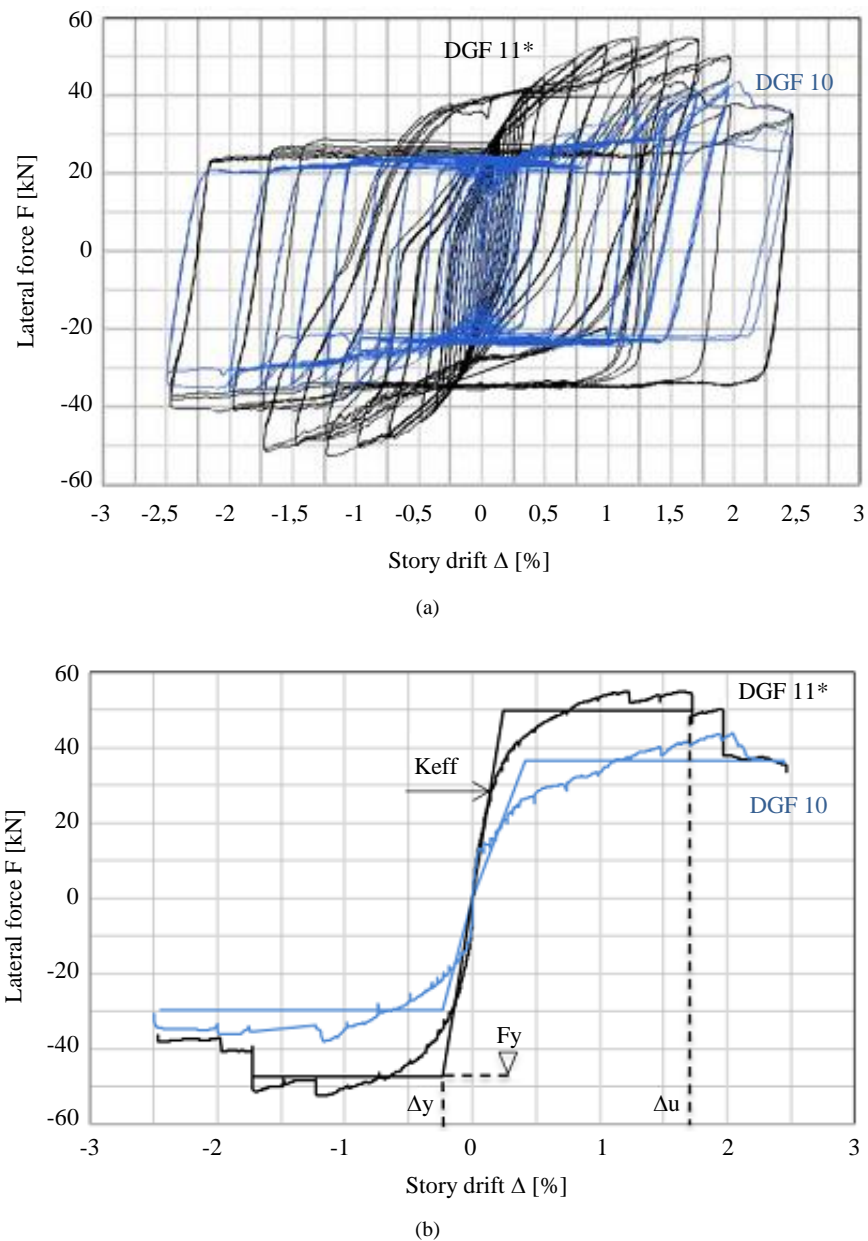 60
DGF 11*
DGF 10
40
20
0
-20
-40
-60
Lateral force F [kN]
-3 -2,5 -2 -1,5 -1 -0,5 0 0,5 1 1,5 2 2,5 3
Story drift Δ [%]
(a)
60
DGF 11*
40
Keff
DGF 10
20
0
-20
-40
Fy
Δy
Δu
-60
Lateral force F [kN]
-3 -2 -1 0 1 2 3
Story drift Δ [%]
(b)